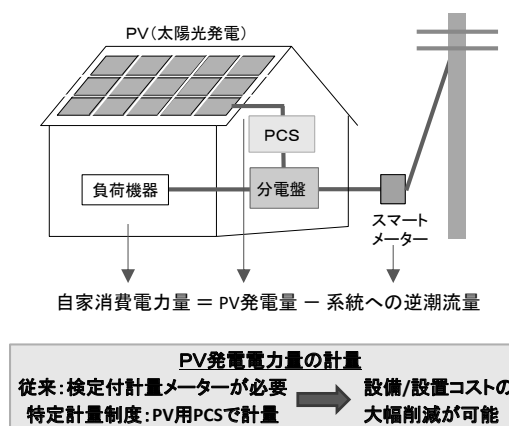 PV(太陽光発電)
PCS
負荷機器
分電盤
スマート
メーター
自家消費電力量 = PV発電量 － 系統への逆潮流量
PV発電電力量の計量
従来:検定付計量メーターが必要
特定計量制度:PV用PCSで計量
設備/設置コストの
大幅削減が可能